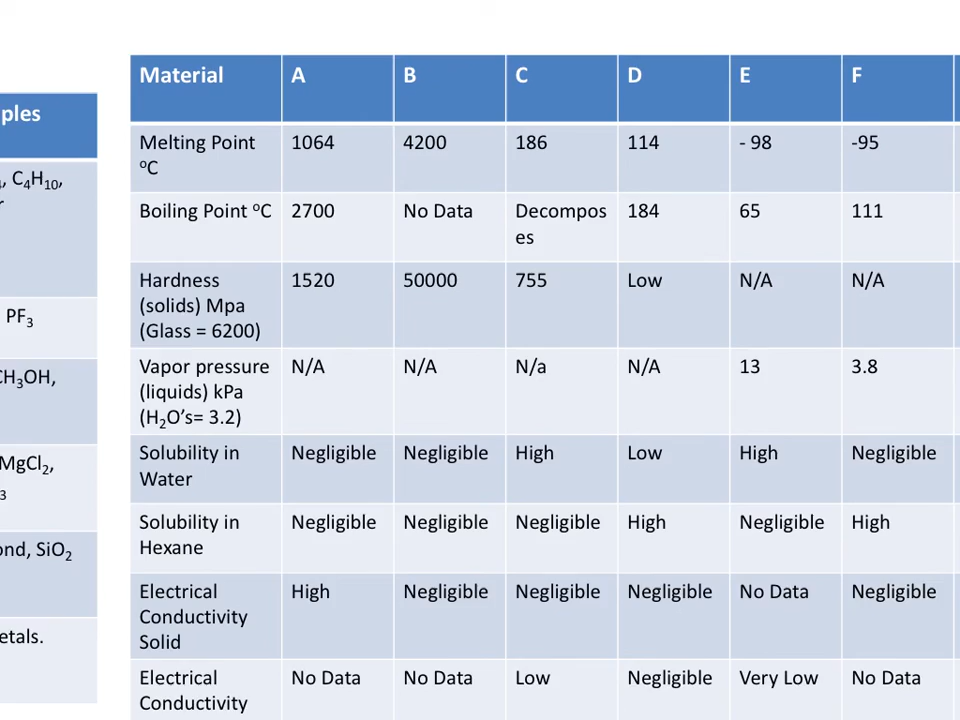 ples
4, C4H10,
r
PF3
CH3OH,
MgCl2,
3
ond, SiO2
etals.
Material A B C D E F
Melting Point 1064 4200 186 114 - 98 -95
oC
Boiling Point oC 2700 No Data Decompos 184 65 111
es
Hardness 1520 50000 755 Low N/A N/A
(solids) Mpa
(Glass = 6200)
Vapor pressure N/A N/A N/a N/A 13 3.8
(liquids) kPa
(H2O’s= 3.2)
Solubility in Negligible Negligible High Low High Negligible
Water
Solubility in Negligible Negligible Negligible High Negligible High
Hexane
Electrical High Negligible Negligible Negligible No Data Negligible
Conductivity
Solid
Electrical No Data No Data Low Negligible Very Low No Data
Conductivity